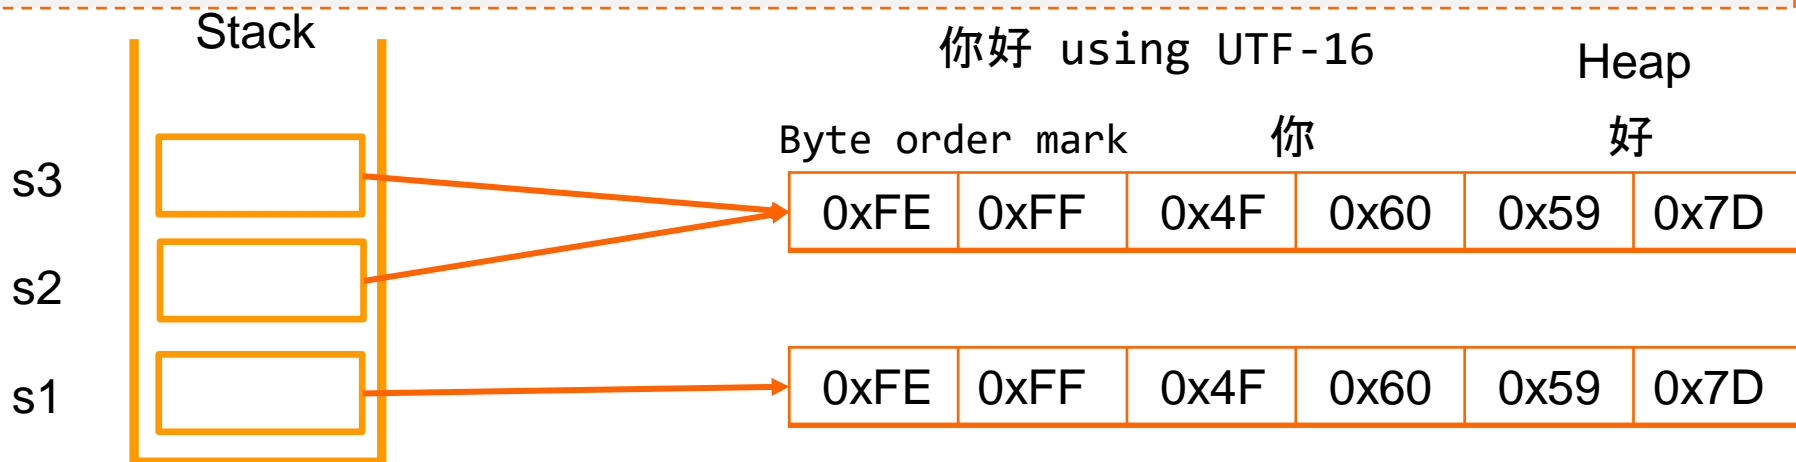 Stack
你好 using UTF-16
Heap
Byte order mark 你 好
s3 0xFE 0xFF 0x4F 0x60 0x59 0x7D
s2
s1 0xFE 0xFF 0x4F 0x60 0x59 0x7D